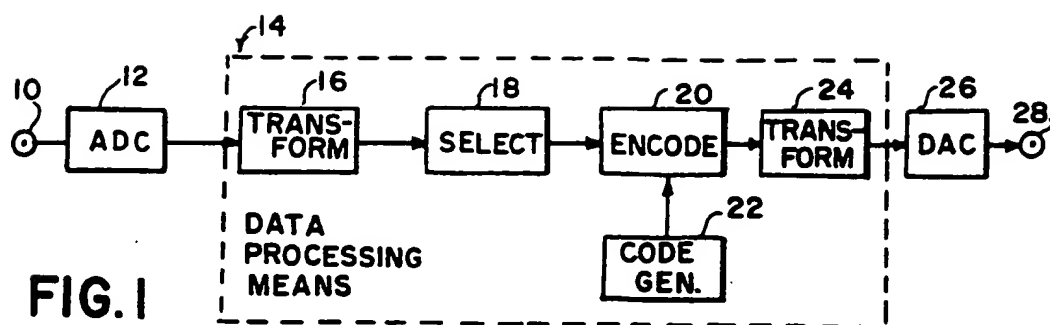 14
10
12
16
18
20
24
26
28
ADC
TRANS-
FORM
SELECT
ENCODE
TRANS-
FORM
DAC
22
DATA
PROCESSING
MEANS
CODE
GEN.
FIG. 1